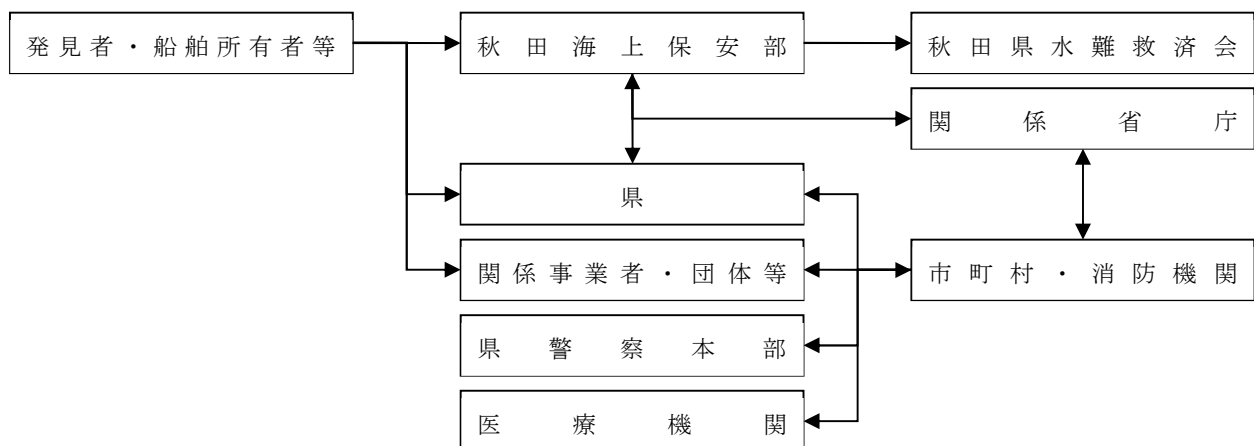 発見者・船舶所有者等
秋田海上保安部
秋田県水難救済会
関係省庁
県
関係事業者・団体等
市町村・消防機関
県警察本部
医療機関